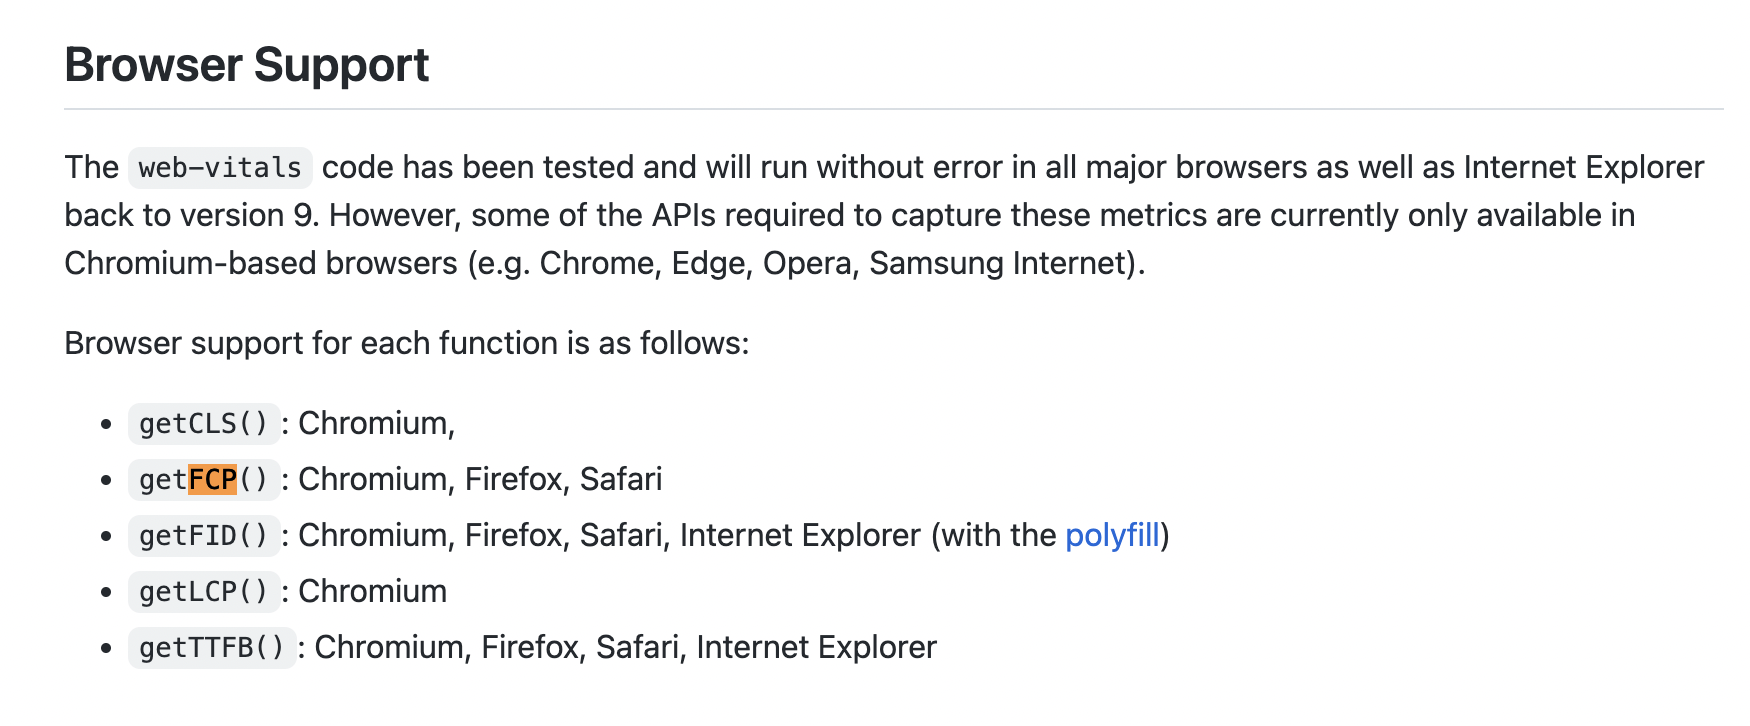 Browser Support
The web-vitals code has been tested and will run without error in all major browsers as well as Internet Explorer
back to version 9. However, some of the APIs required to capture these metrics are currently only available in
Chromium-based browsers (e.g. Chrome, Edge, Opera, Samsung Internet).
Browser support for each function is as follows:
• getCLS() : Chromium,
• getFCP() : Chromium, Firefox, Safari
• getFID() : Chromium, Firefox, Safari, Internet Explorer (with the polyfill)
• getLCP() : Chromium
• getTTFB() : Chromium, Firefox, Safari, Internet Explorer